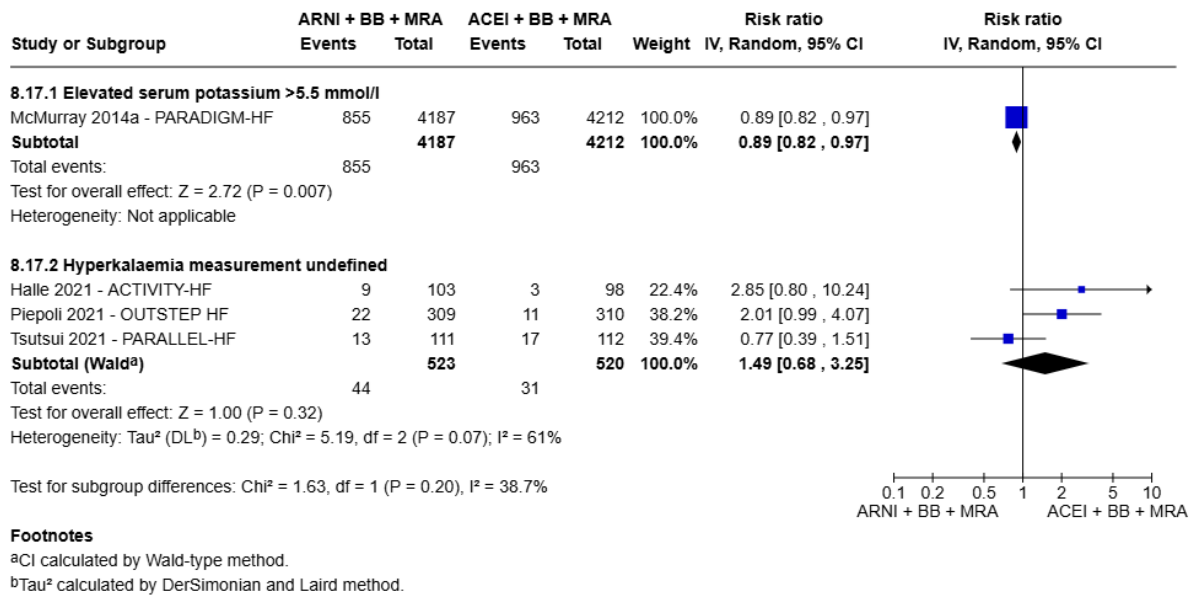 ARNI + BB + MRA ACEI + BB + MRA Risk ratio Risk ratio
Study or Subgroup Events Total Events Total Weight IV, Random, 95% CI IV, Random, 95% CI
8.17.1 Elevated serum potassium >5.5 mmol/l
McMurray 2014a - PARADIGM-HF 855 4187 963 4212 100.0% 0.89 [0.82 , 0.97]
Subtotal 4187 4212 100.0% 0.89 [0.82 , 0.97]
Total events: 855 963
Test for overall effect: Z = 2.72 (P = 0.007)
Heterogeneity: Not applicable
8.17.2 Hyperkalaemia measurement undefined
Halle 2021 - ACTIVITY-HF 9 103 3 98 22.4% 2.85 [0.80 , 10.24]
Piepoli 2021 - OUTSTEP HF 22 309 11 310 38.2% 2.01 [0.99 , 4.07]
Tsutsui 2021 - PARALLEL-HF 13 111 17 112 39.4% 0.77 [0.39 , 1.51]
Subtotal (Waldᵃ) 523 520 100.0% 1.49 [0.68 , 3.25]
Total events: 44 31
Test for overall effect: Z = 1.00 (P = 0.32)
Heterogeneity: Tau² (DLᵇ) = 0.29; Chi² = 5.19, df = 2 (P = 0.07); I² = 61%
Test for subgroup differences: Chi² = 1.63, df = 1 (P = 0.20), I² = 38.7%
0.1 0.2 0.5 1 2 5 10
ARNI + BB + MRA ACEI + BB + MRA
Footnotes
ᵃCI calculated by Wald-type method.
ᵇTau² calculated by DerSimonian and Laird method.